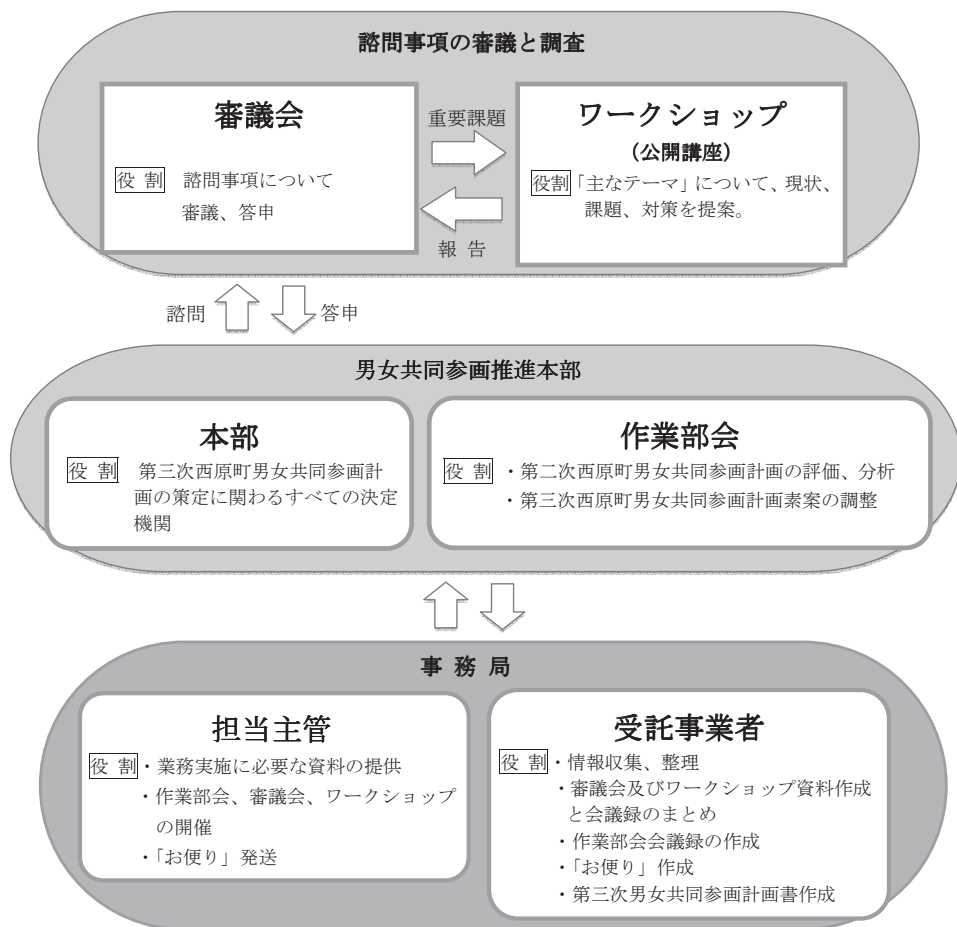 諮問事項の審議と調査
審議会
役 割 諮問事項について
審議、答申
重要課題
報 告
ワークショップ
(公開講座)
役割「主なテーマ」について、現状、
課題、対策を提案。
諮問
答申
男女共同参画推進本部
本部
役 割 第三次西原町男女共同参画計
画の策定に関わるすべての決定
機関
作業部会
役 割 ・第二次西原町男女共同参画計画の評価、分析
・第三次西原町男女共同参画計画素案の調整
事 務 局
担当主管
役 割・業務実施に必要な資料の提供
・作業部会、審議会、ワークショップ
の開催
・「お便り」発送
受託事業者
役 割・情報収集、整理
・審議会及びワークショップ資料作成
と会議録のまとめ
・作業部会会議録の作成
・「お便り」作成
・第三次男女共同参画計画書作成